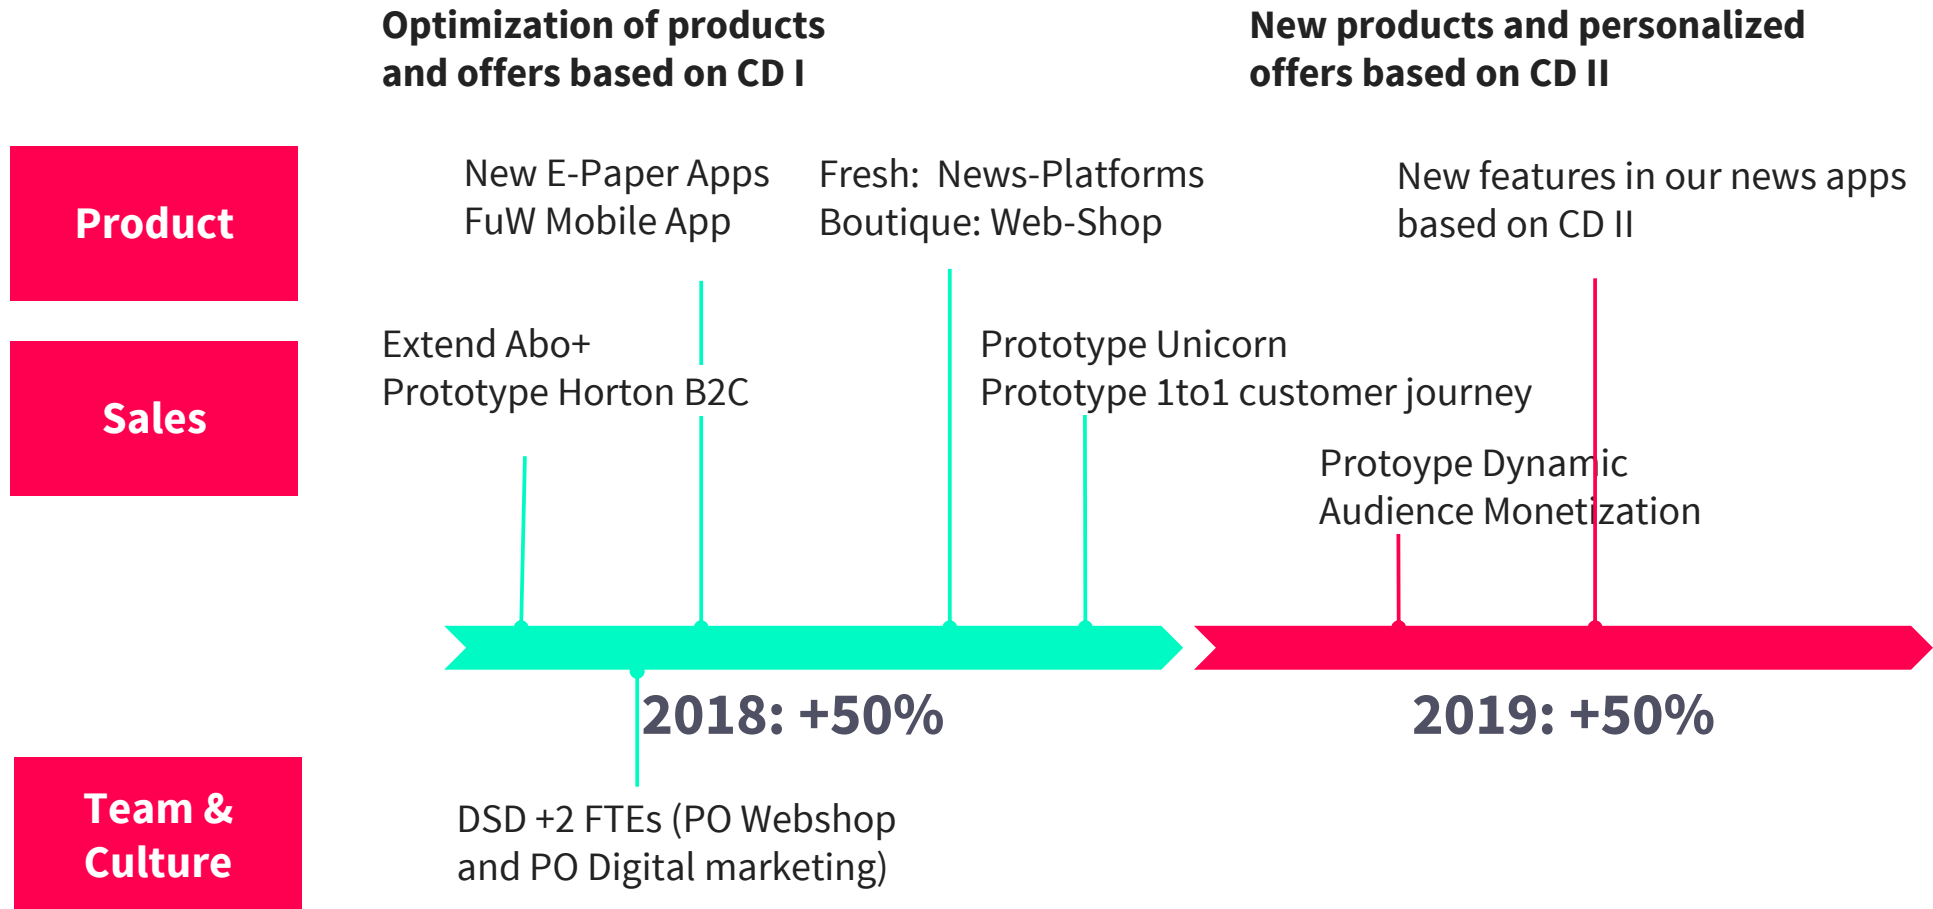 Optimization of products
and offers based on CD I
New products and personalized
offers based on CD II
Product
New E-Paper Apps
FuW Mobile App
Fresh:  News-Platforms
Boutique: Web-Shop
New features in our news apps
based on CD II
Sales
Extend Abo+
Prototype Horton B2C
Prototype Unicorn
Prototype 1to1 customer journey
Protoype Dynamic
Audience Monetization
2018: +50%
2019: +50%
Team &
Culture
DSD +2 FTEs (PO Webshop
and PO Digital marketing)